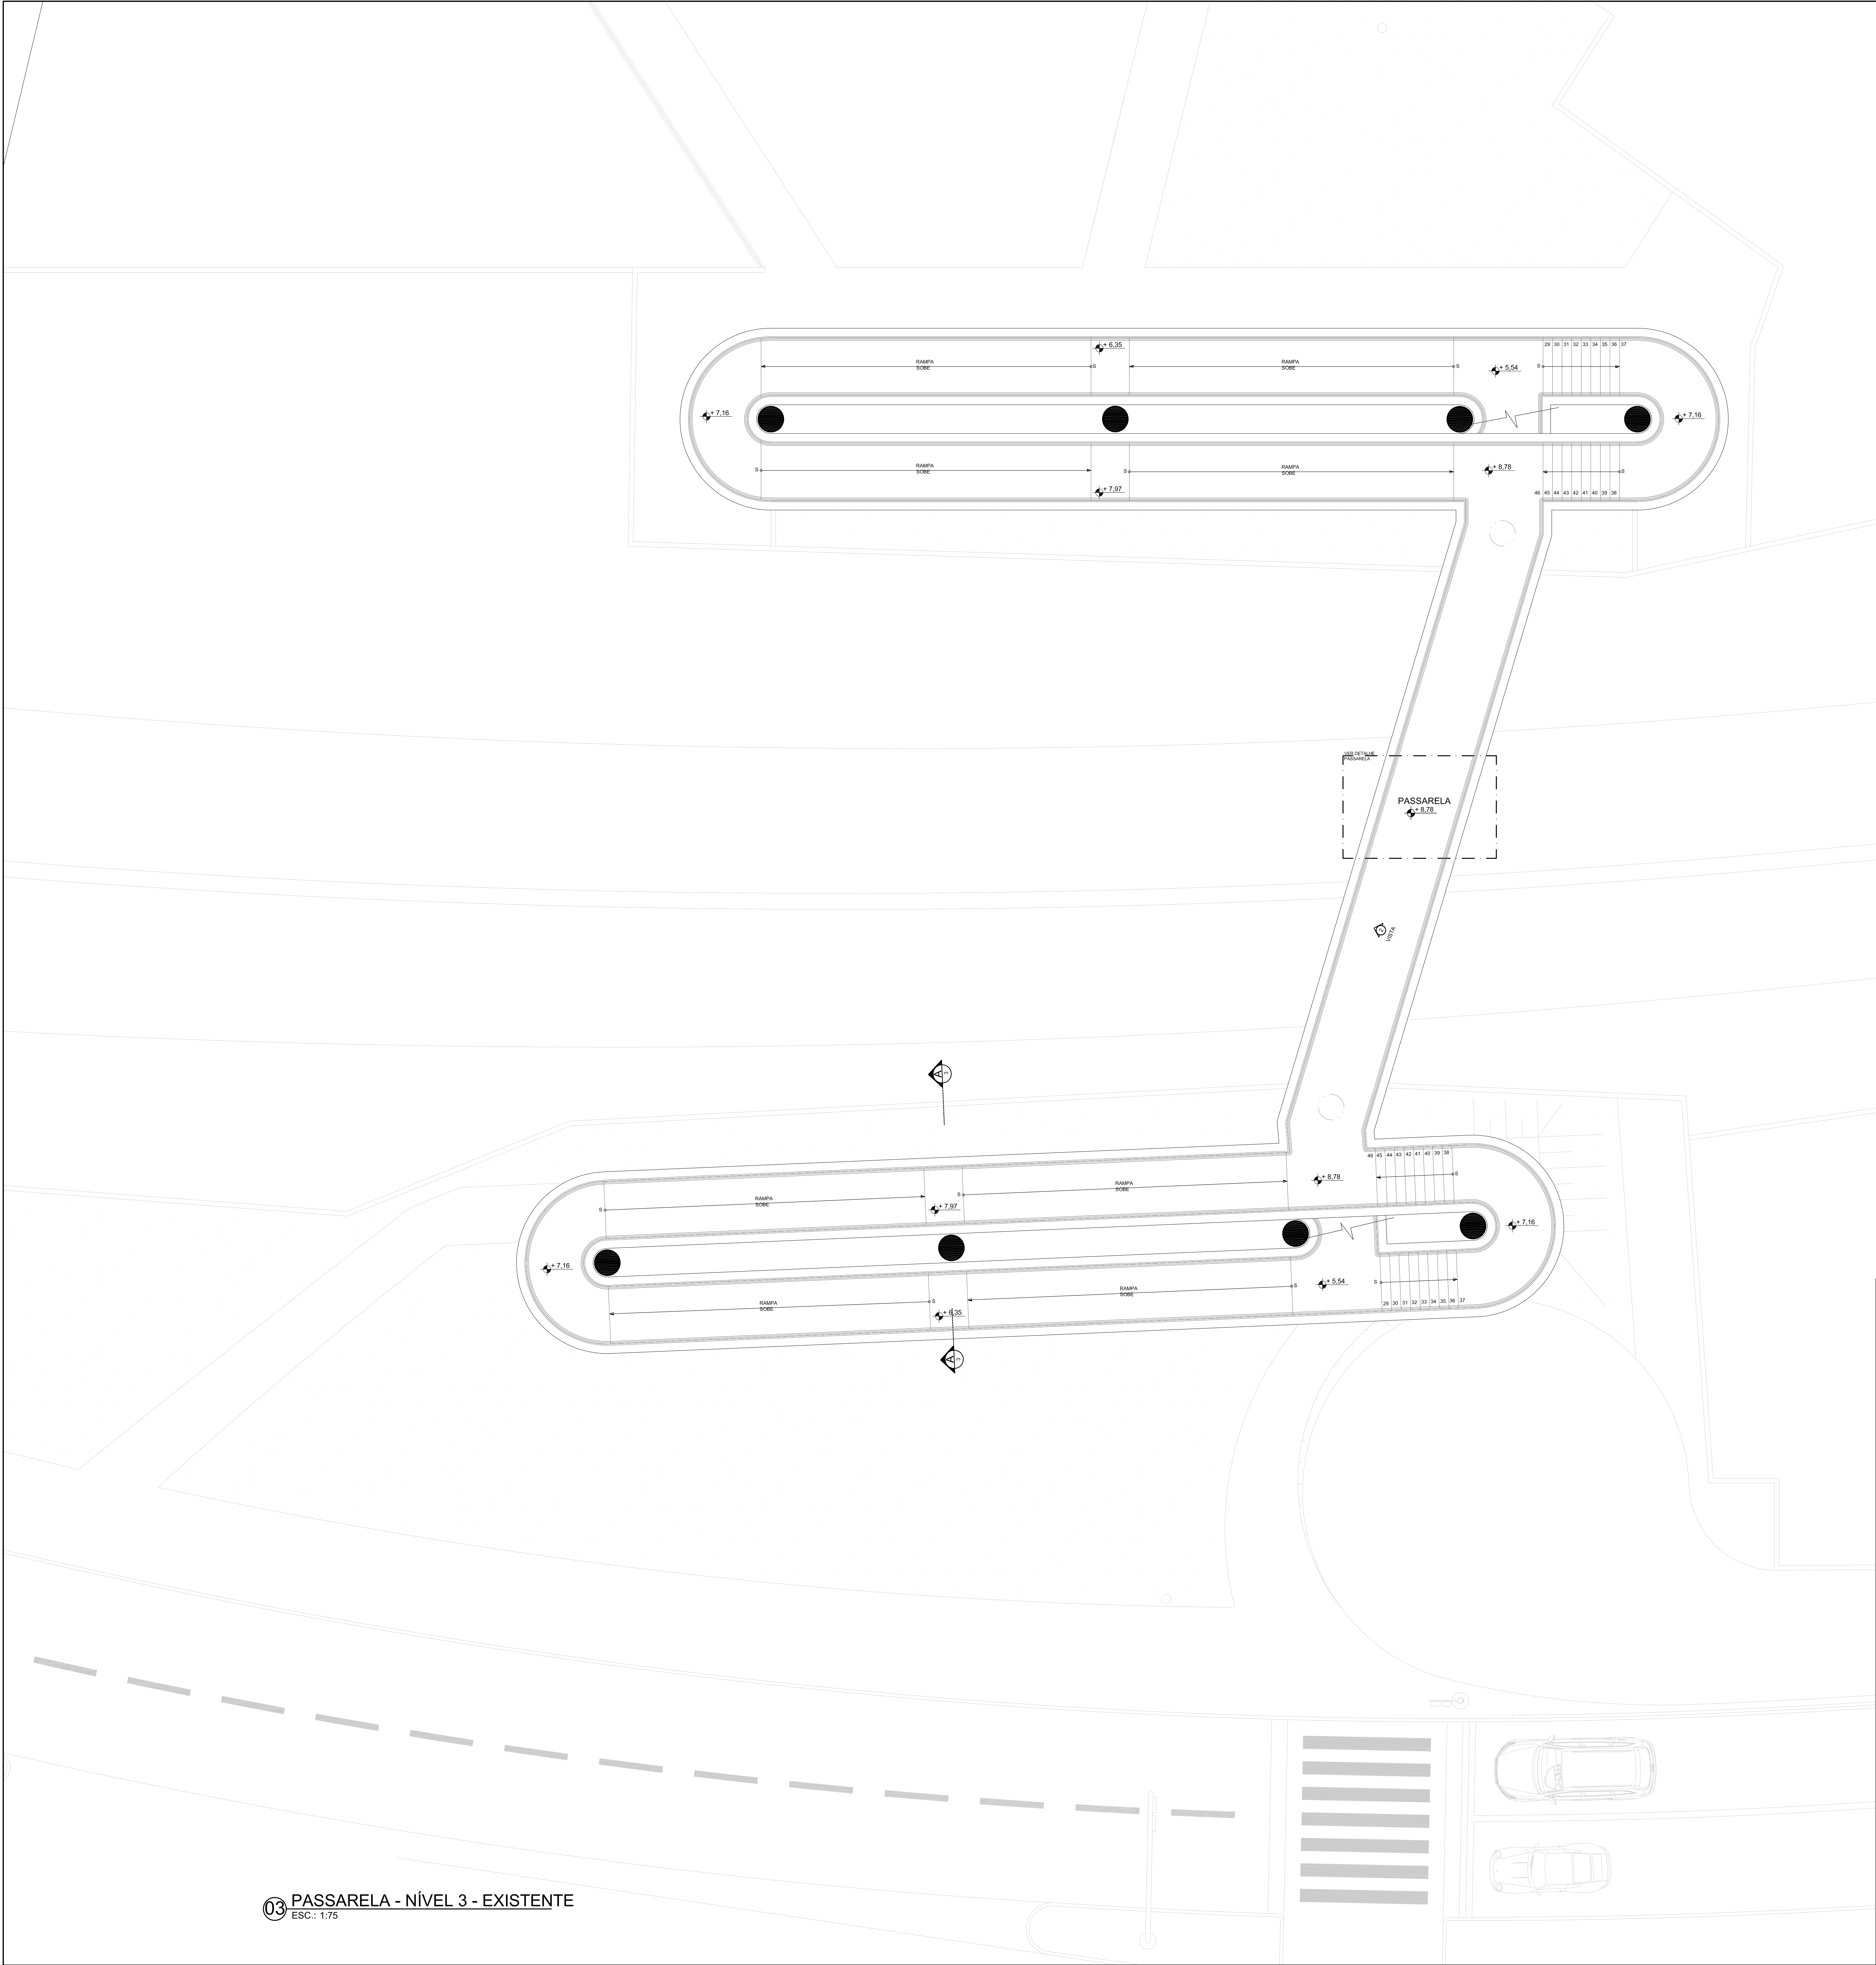 + 6,35
29 30 31 32 33 34 35 36 37
RAMPA
SOBE
S
RAMPA
SOBE
S
+ 5,54
S
+ 7,16
+ 7,16
S
RAMPA
SOBE
S
RAMPA
SOBE
+ 8,78
S
+ 7,97
46 45 44 43 42 41 40 39 38
VER DETALHE
PASSARELA
PASSARELA
+ 8,78
2
VISTA
A
3
46 45 44 43 42 41 40 39 38
S
RAMPA
SOBE
S
RAMPA
SOBE
+ 8,78
S
+ 7,97
+ 7,16
+ 7,16
RAMPA
SOBE
S
RAMPA
SOBE
S
+ 5,54
S
+ 6,35
29 30 31 32 33 34 35 36 37
A
3
03 PASSARELA - NÍVEL 3 - EXISTENTE
ESC.: 1:75